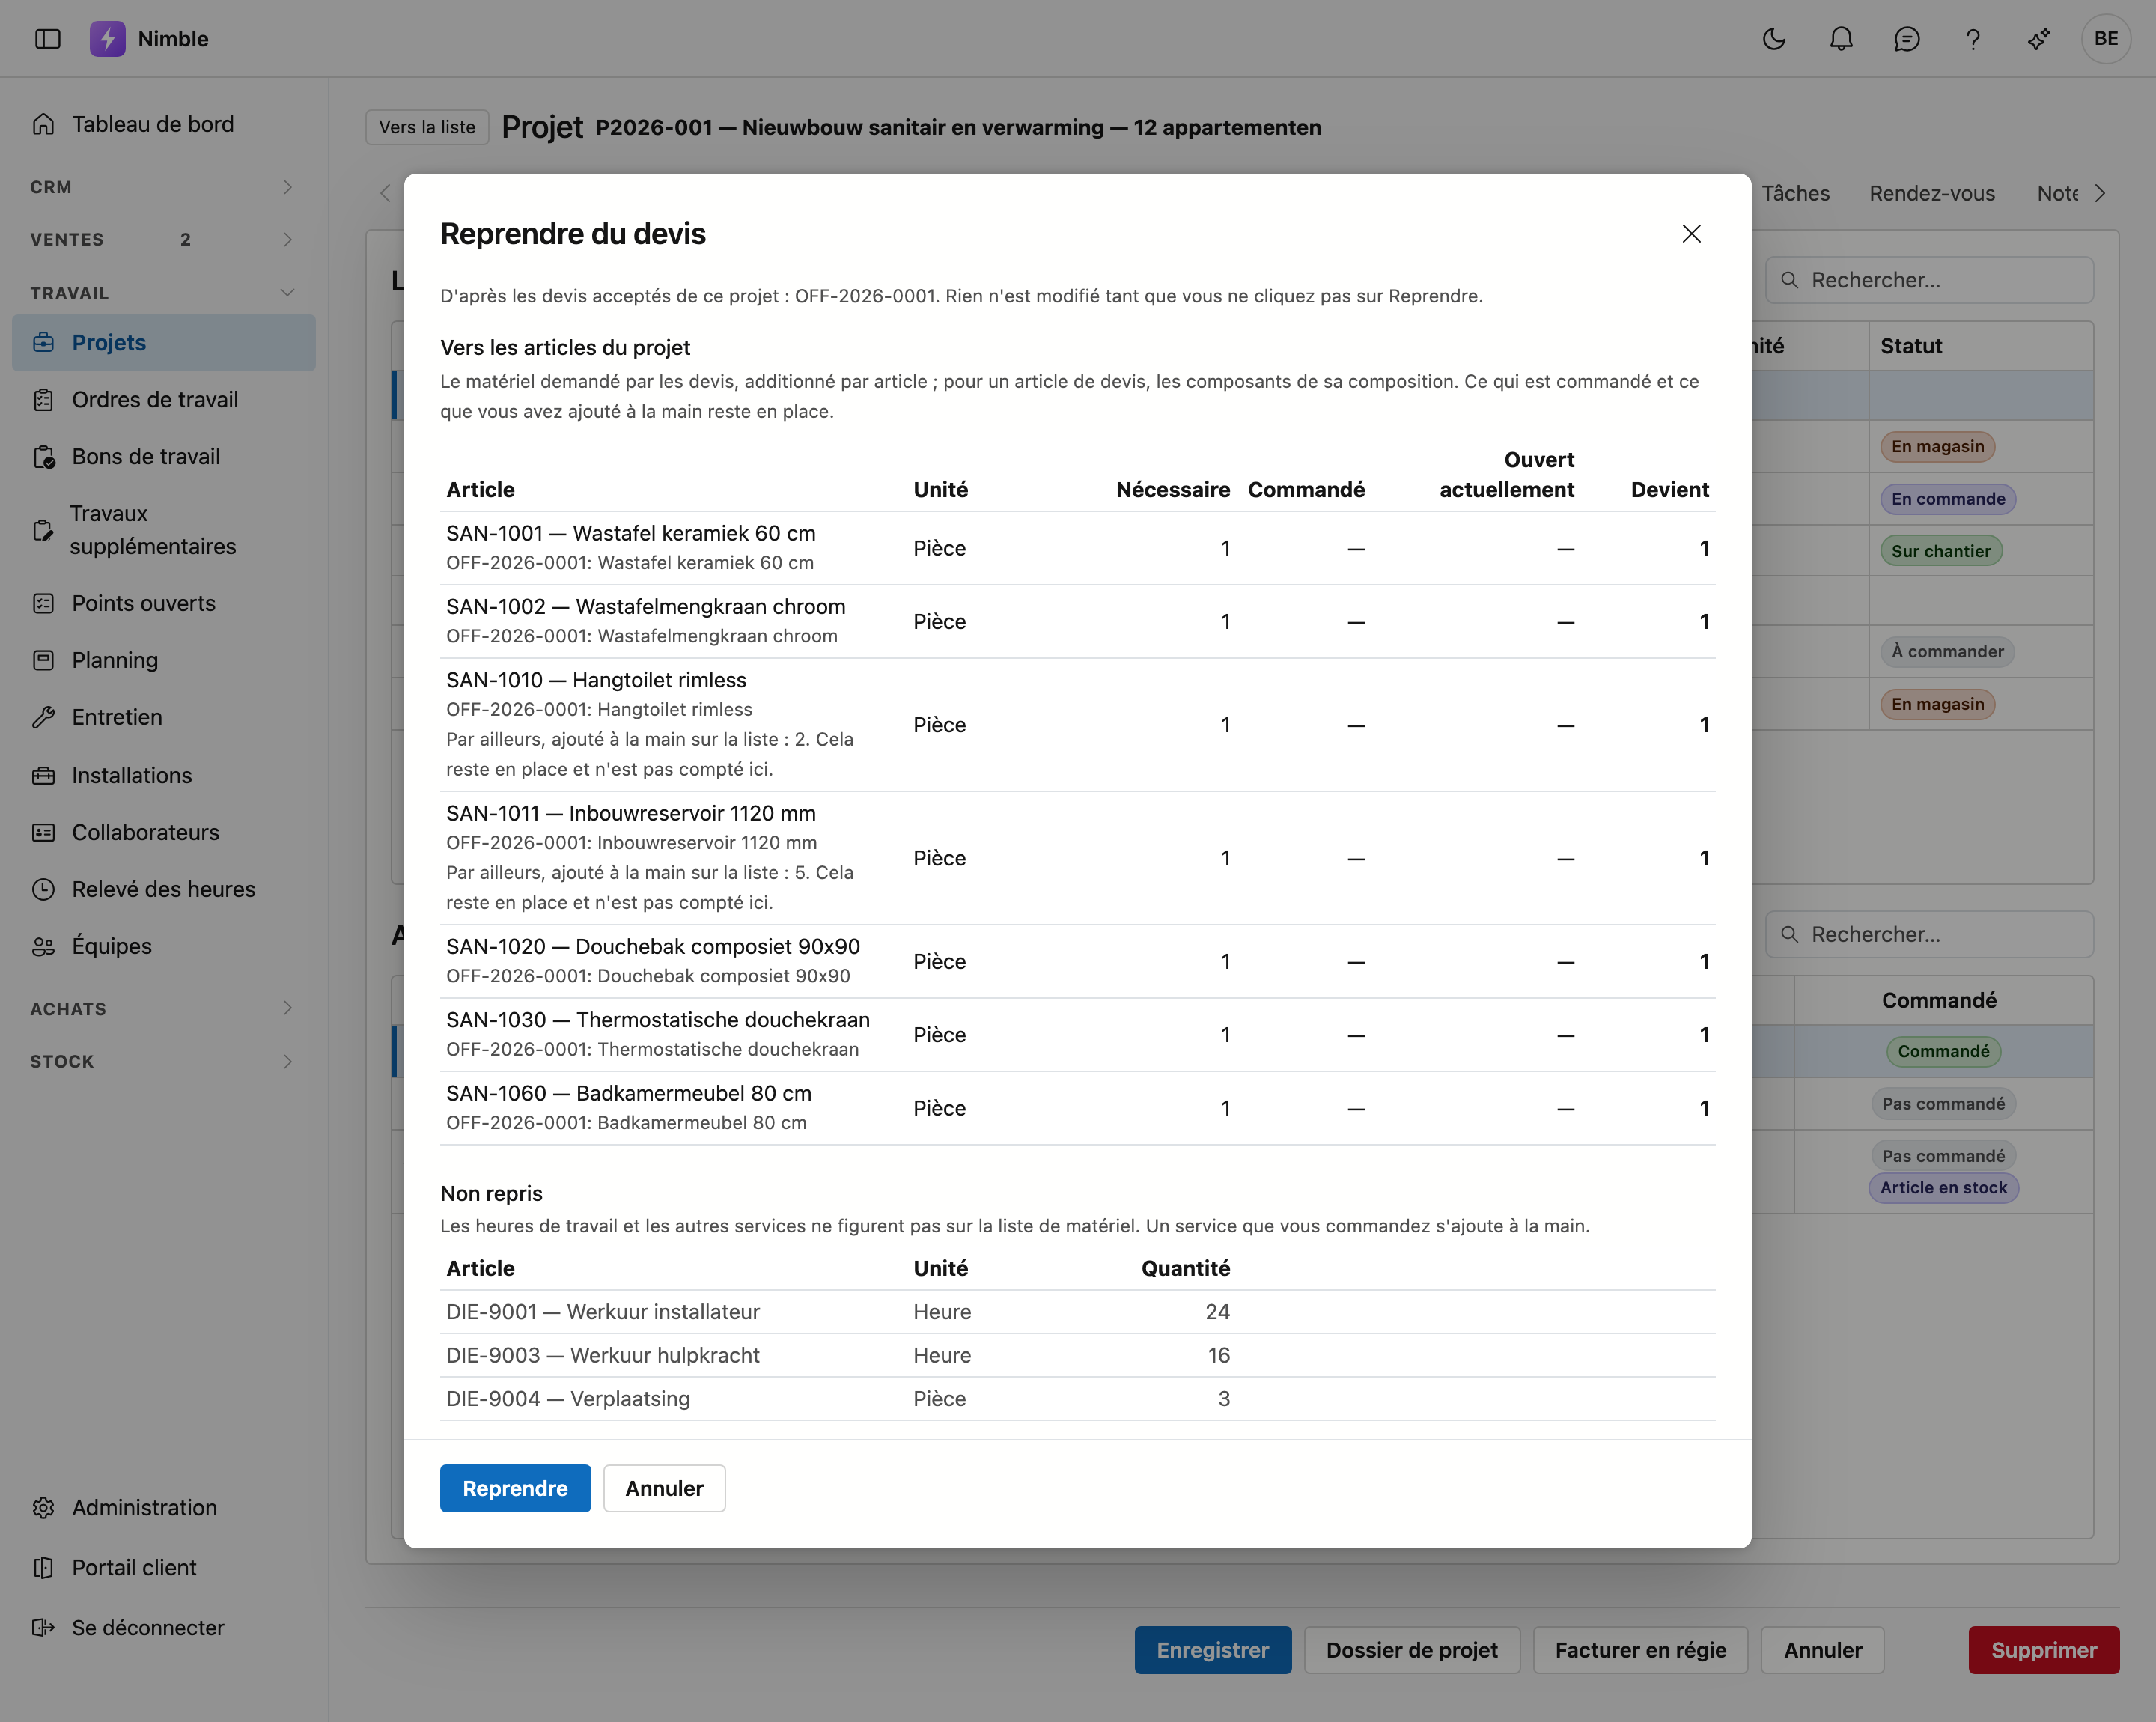 Nimble
BE
Tableau de bord
CRM
VENTES 2
TRAVAIL
Projets
Ordres de travail
Bons de travail
Travaux
supplémentaires
Points ouverts
Planning
Entretien
Installations
Collaborateurs
Relevé des heures
Équipes
ACHATS
STOCK
Administration
Portail client
Se déconnecter
Vers la liste Projet P2026-001 — Nieuwbouw sanitair en verwarming — 12 appartementen
Tâches Rendez-vous
Rechercher...
Statut
En magasin
En commande
Sur chantier
À commander
En magasin
Rechercher...
Commandé
Commandé
Pas commandé
Pas commandé
Article en stock
Reprendre du devis
D'après les devis acceptés de ce projet : OFF-2026-0001. Rien n'est modifié tant que vous ne cliquez pas sur Reprendre.
Vers les articles du projet
Le matériel demandé par les devis, additionné par article ; pour un article de devis, les composants de sa composition. Ce qui est commandé et ce
que vous avez ajouté à la main reste en place.
Article Unité Nécessaire Commandé Ouvert actuellement Devient
SAN-1001 — Wastafel keramiek 60 cm
OFF-2026-0001: Wastafel keramiek 60 cm
Pièce 1 — — 1
SAN-1002 — Wastafelmengkraan chroom
OFF-2026-0001: Wastafelmengkraan chroom
Pièce 1 — — 1
SAN-1010 — Hangtoilet rimless
OFF-2026-0001: Hangtoilet rimless
Par ailleurs, ajouté à la main sur la liste : 2. Cela
reste en place et n'est pas compté ici.
Pièce 1 — — 1
SAN-1011 — Inbouwreservoir 1120 mm
OFF-2026-0001: Inbouwreservoir 1120 mm
Par ailleurs, ajouté à la main sur la liste : 5. Cela
reste en place et n'est pas compté ici.
Pièce 1 — — 1
SAN-1020 — Douchebak composiet 90x90
OFF-2026-0001: Douchebak composiet 90x90
Pièce 1 — — 1
SAN-1030 — Thermostatische douchekraan
OFF-2026-0001: Thermostatische douchekraan
Pièce 1 — — 1
SAN-1060 — Badkamermeubel 80 cm
OFF-2026-0001: Badkamermeubel 80 cm
Pièce 1 — — 1
Non repris
Les heures de travail et les autres services ne figurent pas sur la liste de matériel. Un service que vous commandez s'ajoute à la main.
Article Unité Quantité
DIE-9001 — Werkuur installateur Heure 24
DIE-9003 — Werkuur hulpkracht Heure 16
DIE-9004 — Verplaatsing Pièce 3
Reprendre Annuler
Enregistrer Dossier de projet Facturer en régie Annuler Supprimer